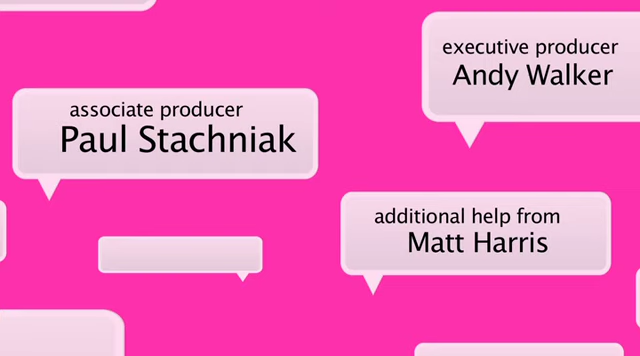 executive producer
Andy Walker
associate producer
Paul Stachniak
additional help from
Matt Harris